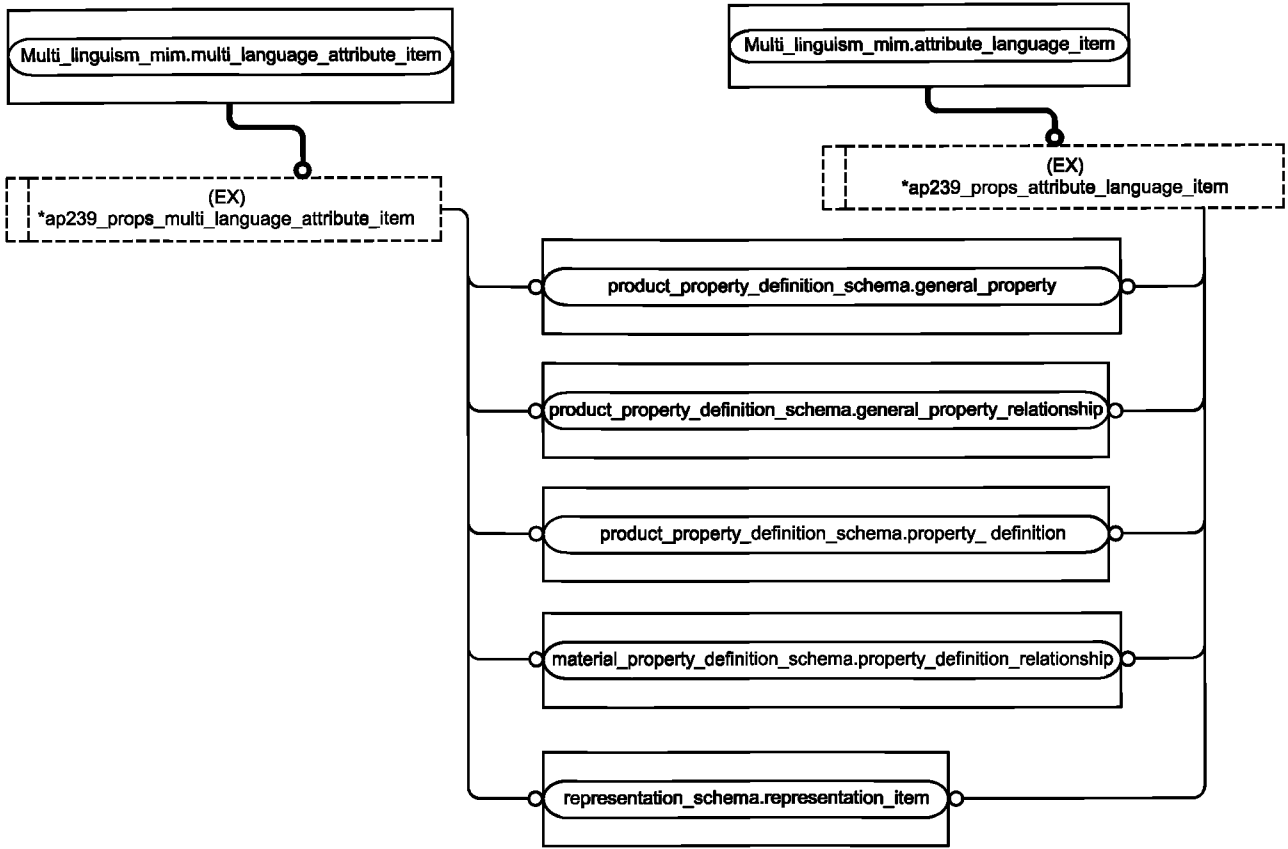 Multi_linguism_mim.multi_language_attribute_item
Multi_linguism_mim.attribute_language_item
(EX)
*ap239_props_multi_language_attribute_item
(EX)
*ap239_props_attribute_language_item
product_property_definition_schema.general_property
product_property_definition_schema.general_property_relationship
product_property_definition_schema.property_ definition
material_property_definition_schema.property_definition_relationship
representation_schema.representation_item